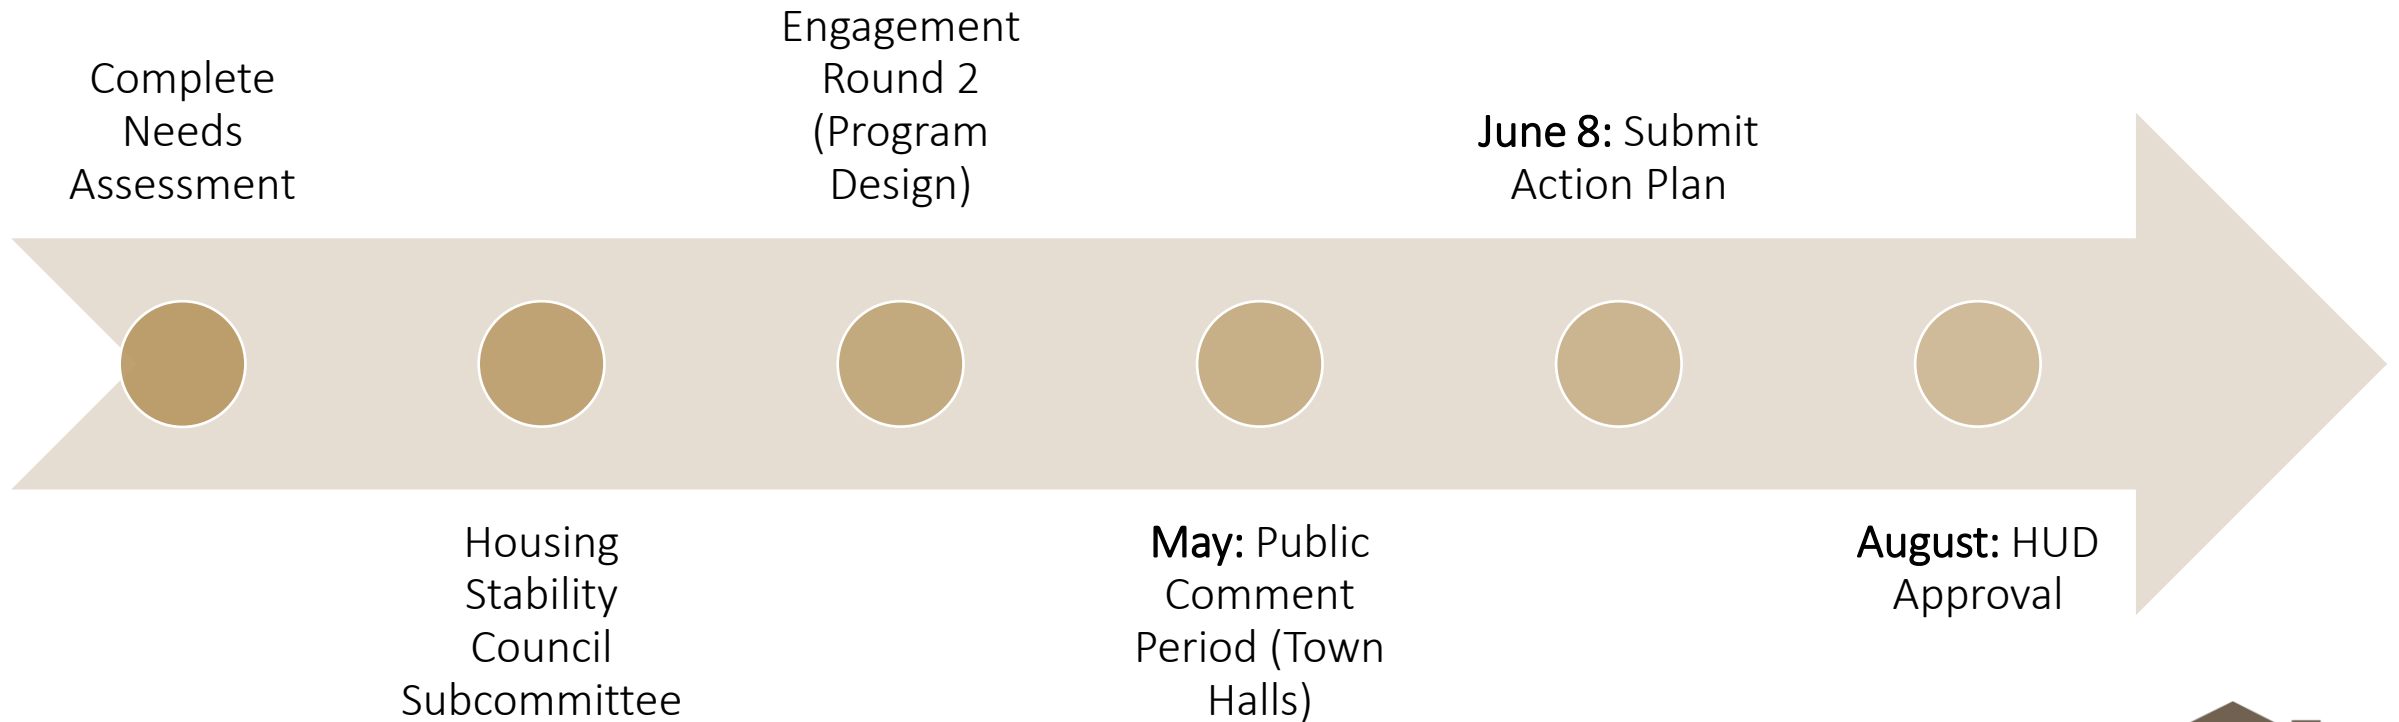 Complete
Needs
Assessment
Housing
Stability
Council
Subcommittee
Engagement
Round 2
(Program
Design)
May: Public
Comment
Period (Town
Halls)
June 8: Submit
Action Plan
August: HUD
Approval